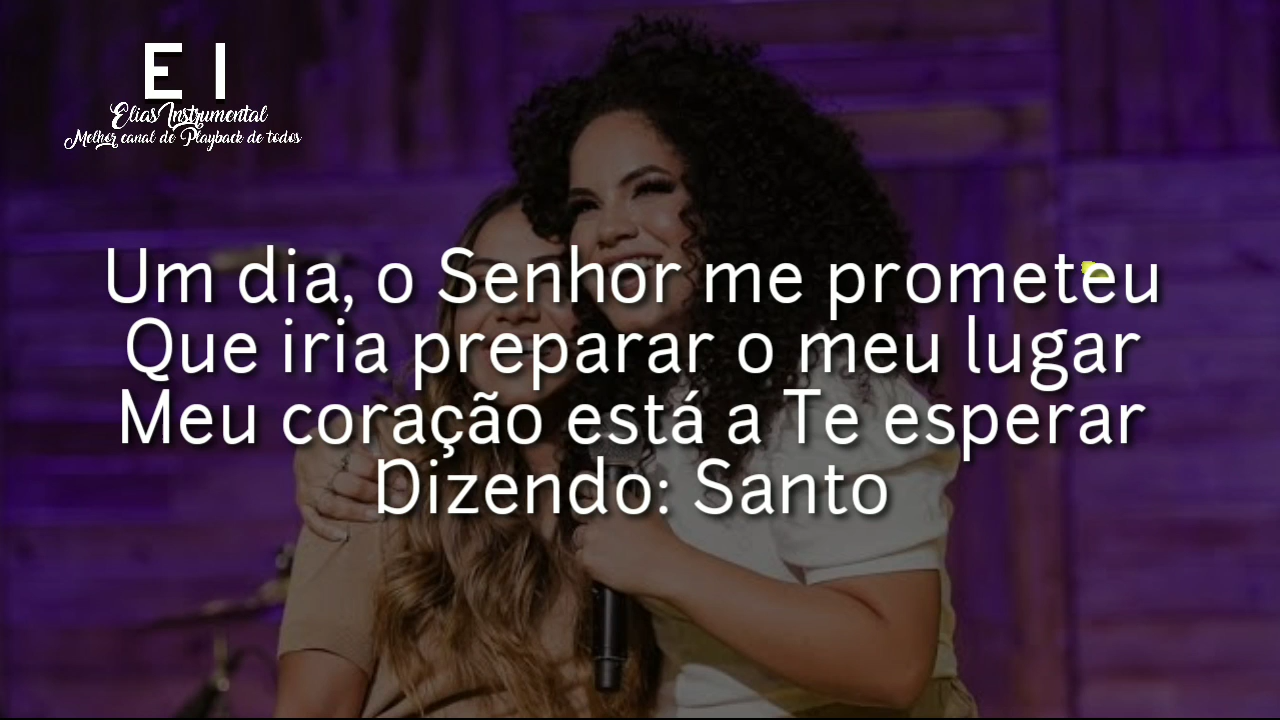 E I
Elias Instrumental
Melhor canal de Playback de todos
Um dia, o Senhor me prometeu
Que iria preparar o meu lugar
Meu coração está a Te esperar
Dizendo: Santo